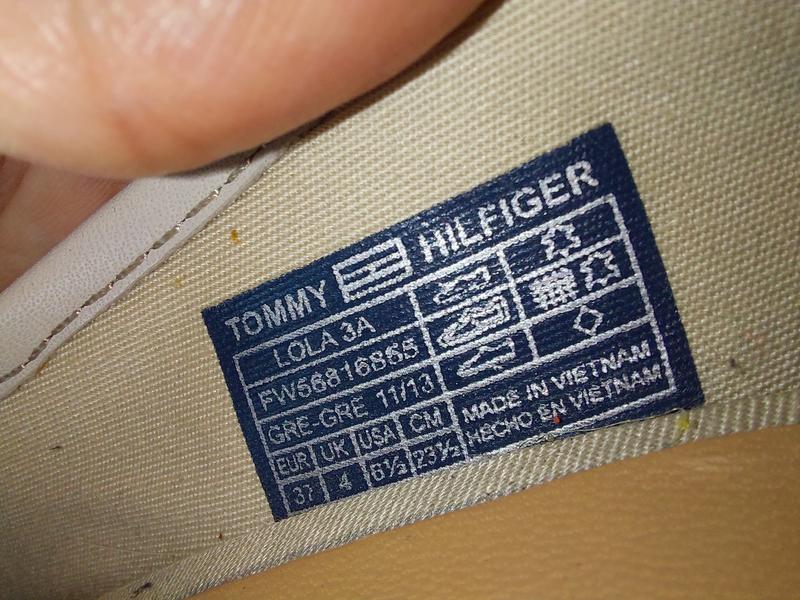 TOMMY HILFIGER
LOLA 3A
FW56816865
GRE-GRE 11/13
EUR UK USA CM
37 4 6½ 23½
MADE IN VIETNAM
HECHO EN VIETNAM